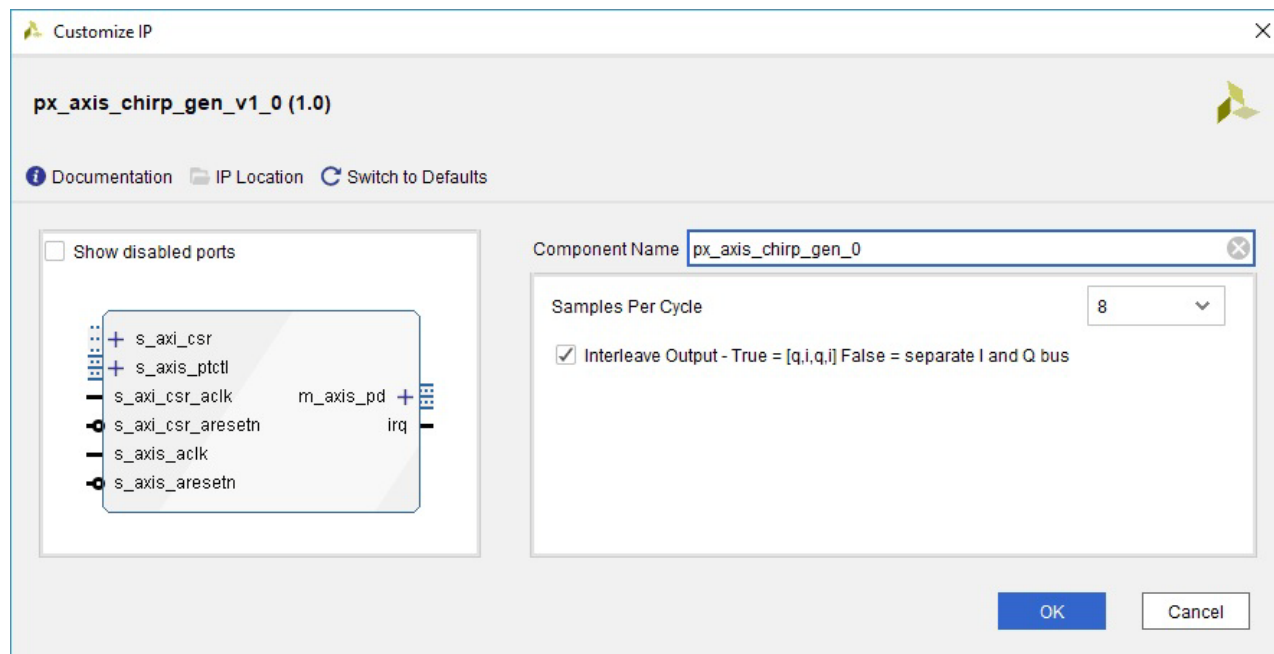 Customize IP
px_axis_chirp_gen_v1_0 (1.0)
Documentation IP Location Switch to Defaults
Show disabled ports
s_axi_csr
s_axis_ptctl
s_axi_csr_aclk m_axis_pd
s_axi_csr_aresetn irq
s_axis_aclk
s_axis_aresetn
Component Name px_axis_chirp_gen_0
Samples Per Cycle 8
Interleave Output - True = [q,i,q,i] False = separate I and Q bus
OK Cancel